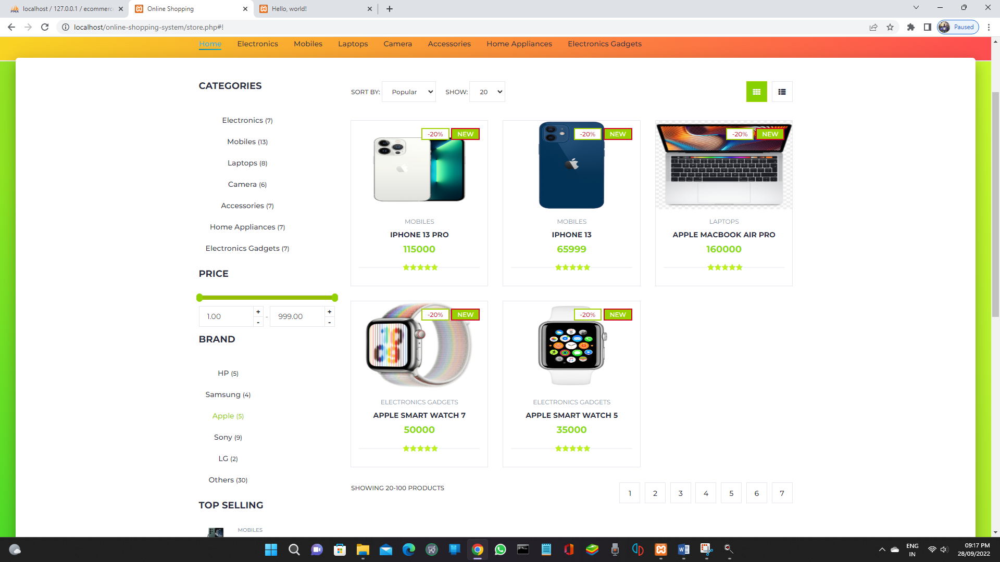 localhost / 127.0.0.1 / ecommerc
Online Shopping
Hello, world!
localhost/online-shopping-system/store.php#!
Paused
Home Electronics Mobiles Laptops Camera Accessories Home Appliances Electronics Gadgets
CATEGORIES
Electronics (7)
Mobiles (13)
Laptops (8)
Camera (6)
Accessories (7)
Home Appliances (7)
Electronics Gadgets (7)
PRICE
1.00 + - - 999.00 + -
BRAND
HP (5)
Samsung (4)
Apple (5)
Sony (9)
LG (2)
Others (30)
TOP SELLING
MOBILES
SORT BY: Popular SHOW: 20
-20% NEW
MOBILES
IPHONE 13 PRO
115000
-20% NEW
MOBILES
IPHONE 13
65999
-20% NEW
LAPTOPS
APPLE MACBOOK AIR PRO
160000
-20% NEW
ELECTRONICS GADGETS
APPLE SMART WATCH 7
50000
-20% NEW
ELECTRONICS GADGETS
APPLE SMART WATCH 5
35000
SHOWING 20-100 PRODUCTS
1 2 3 4 5 6 7
ENG
IN
09:17 PM
28/09/2022